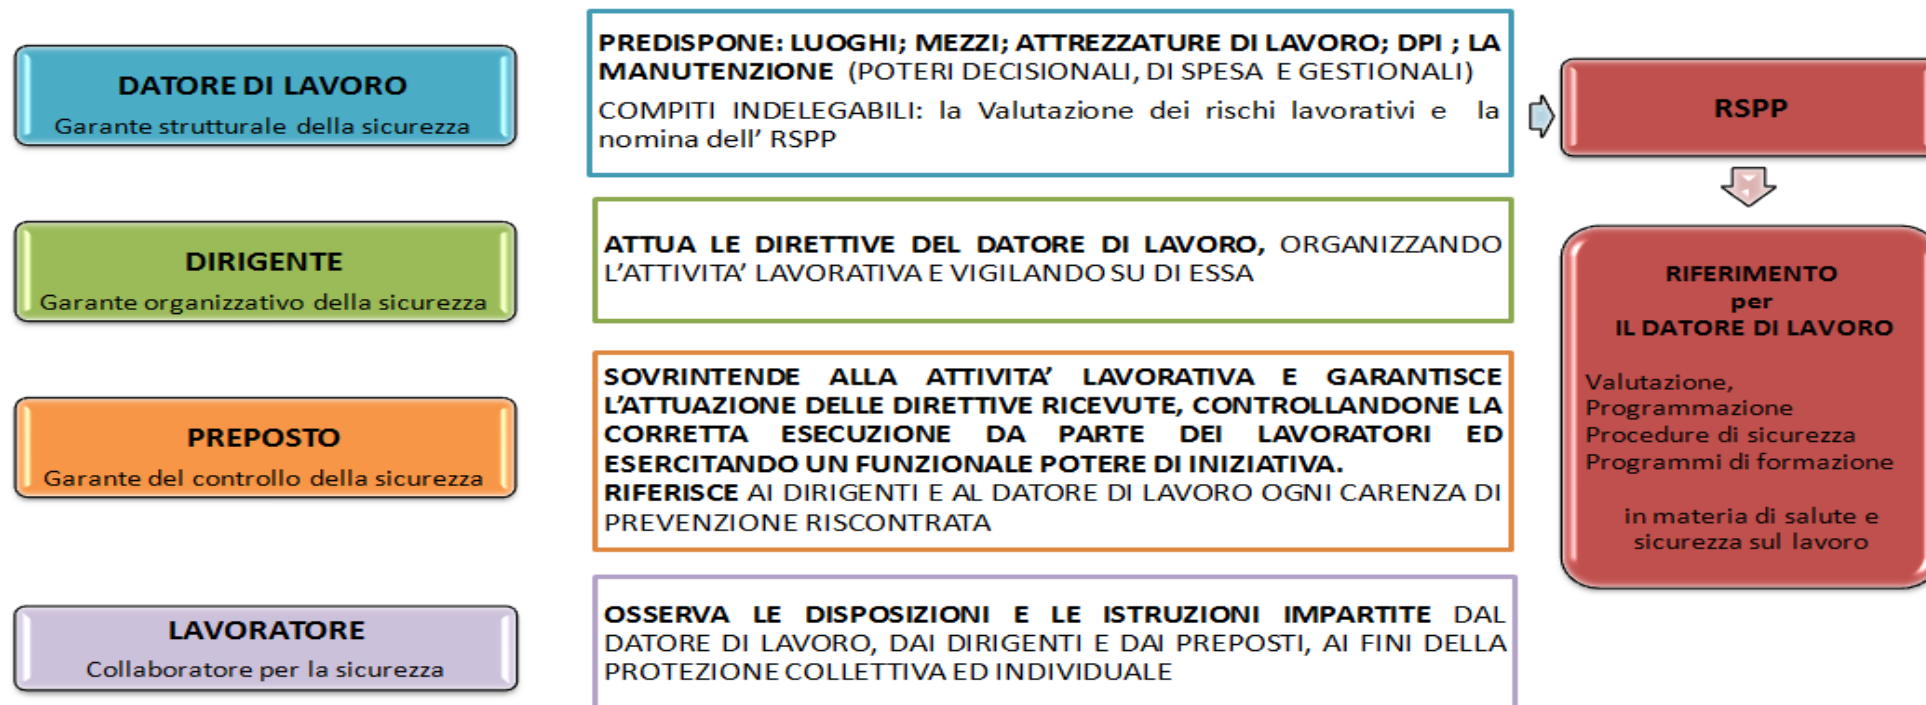 DATORE DI LAVORO
Garante strutturale della sicurezza
PREDISPONE: LUOGHI; MEZZI; ATTREZZATURE DI LAVORO; DPI ; LA
MANUTENZIONE (POTERI DECISIONALI, DI SPESA E GESTIONALI)
COMPITI INDELEGABILI: la Valutazione dei rischi lavorativi e la
nomina dell’ RSPP
RSPP
DIRIGENTE
Garante organizzativo della sicurezza
ATTUA LE DIRETTIVE DEL DATORE DI LAVORO, ORGANIZZANDO
L’ATTIVITA’ LAVORATIVA E VIGILANDO SU DI ESSA
RIFERIMENTO
per
IL DATORE DI LAVORO
Valutazione,
Programmazione
Procedure di sicurezza
Programmi di formazione
in materia di salute e
sicurezza sul lavoro
PREPOSTO
Garante del controllo della sicurezza
SOVRINTENDE ALLA ATTIVITA’ LAVORATIVA E GARANTISCE
L’ATTUAZIONE DELLE DIRETTIVE RICEVUTE, CONTROLLANDONE LA
CORRETTA ESECUZIONE DA PARTE DEI LAVORATORI ED
ESERCITANDO UN FUNZIONALE POTERE DI INIZIATIVA.
RIFERISCE AI DIRIGENTI E AL DATORE DI LAVORO OGNI CARENZA DI
PREVENZIONE RISCONTRATA
LAVORATORE
Collaboratore per la sicurezza
OSSERVA LE DISPOSIZIONI E LE ISTRUZIONI IMPARTITE DAL
DATORE DI LAVORO, DAI DIRIGENTI E DAI PREPOSTI, AI FINI DELLA
PROTEZIONE COLLETTIVA ED INDIVIDUALE